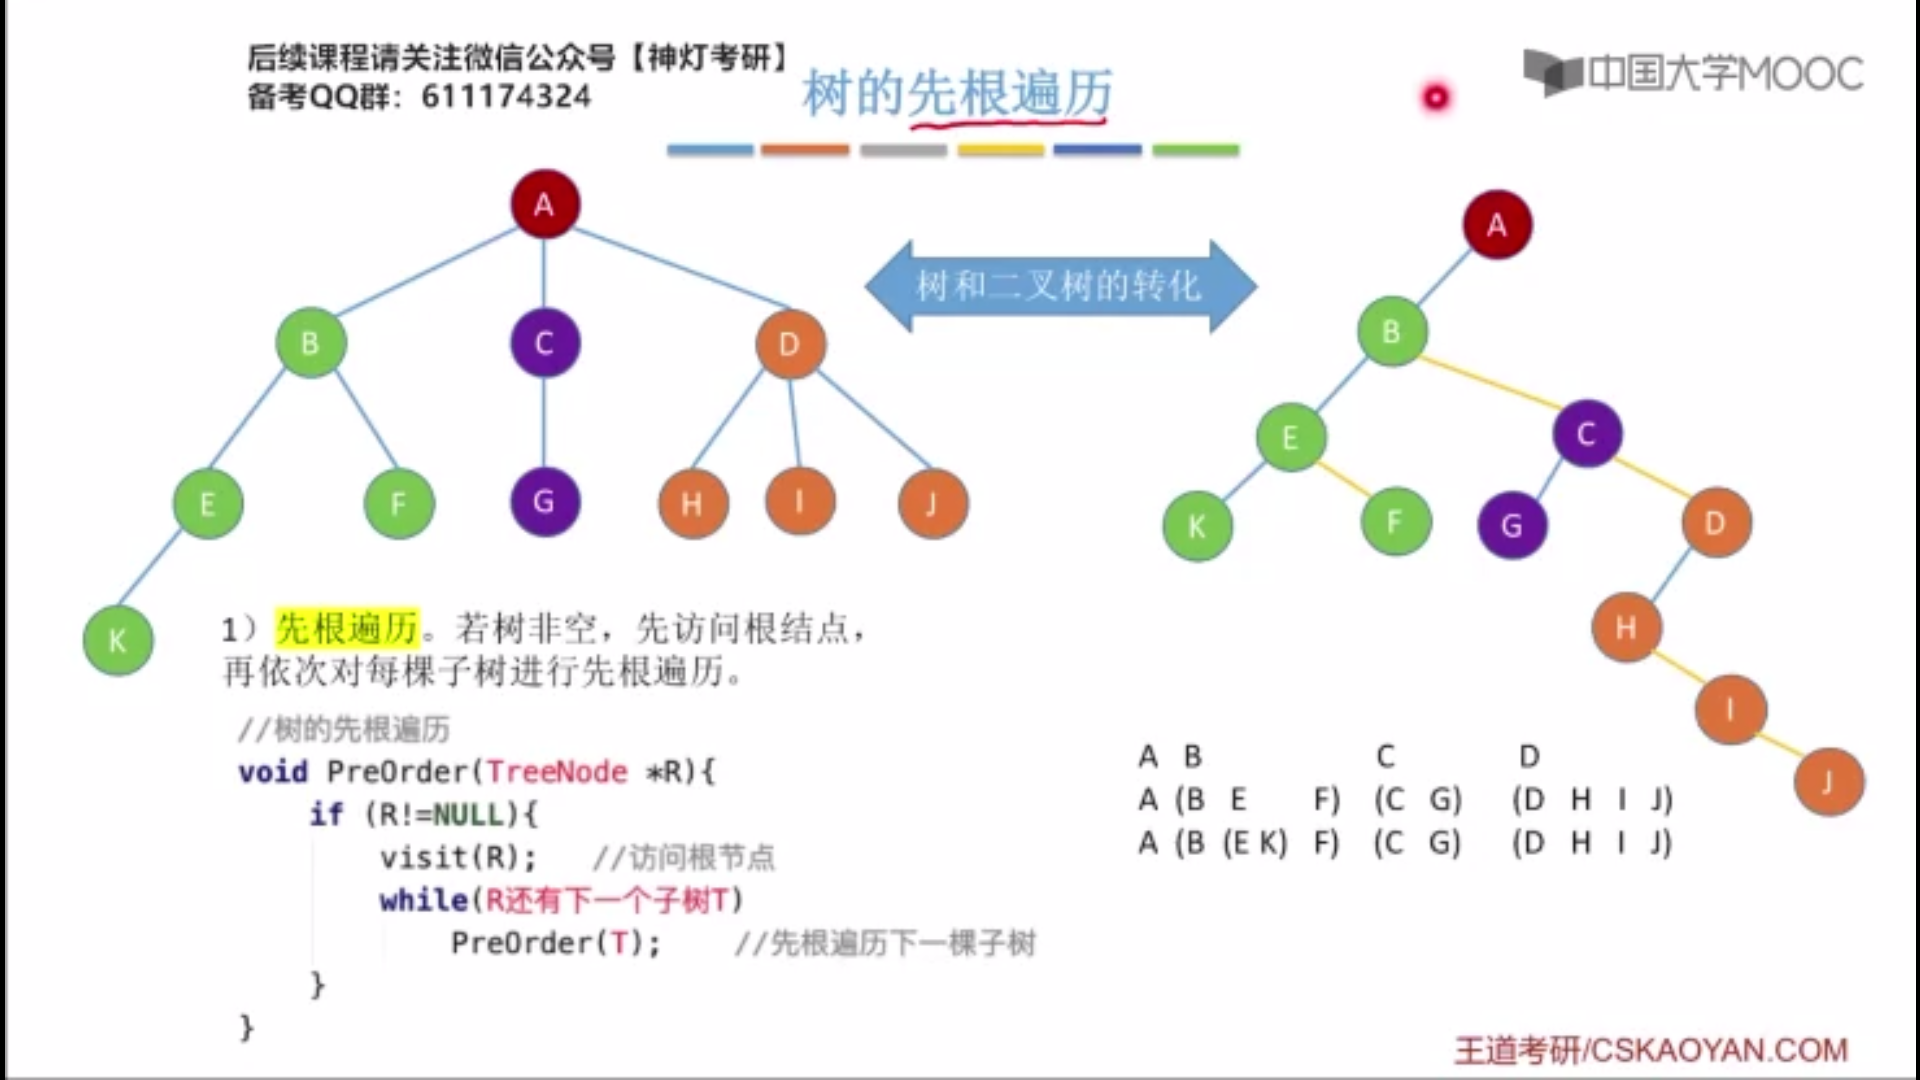 后续课程请关注微信公众号【神灯考研】
备考QQ群：611174324
树的先根遍历
中国大学MOOC
A
B
C
D
E
F
G
H
I
J
K
树和二叉树的转化
A
B
E
C
K
F
G
D
H
I
J
1）先根遍历。若树非空，先访问根结点，
再依次对每棵子树进行先根遍历。
//树的先根遍历
void PreOrder(TreeNode *R){
if (R!=NULL){
visit(R); //访问根节点
while(R还有下一个子树T)
PreOrder(T); //先根遍历下一棵子树
}
}
A B C D
A (B E F) (C G) (D H I J)
A (B (E K) F) (C G) (D H I J)
王道考研/CSKAOYAN.COM